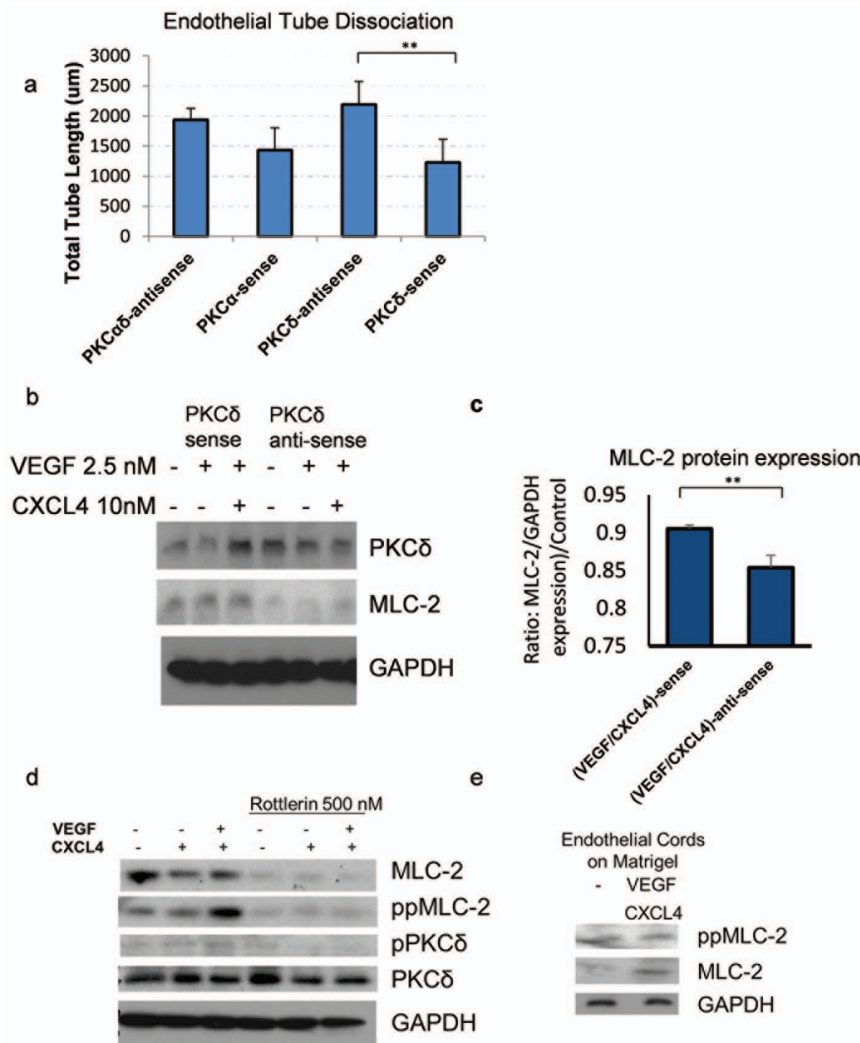 Endothelial Tube Dissociation
a
**
Total Tube Length (um)
3000
2500
2000
1500
1000
500
0
PKCαδ-antisense
PKCα-sense
PKCδ-antisense
PKCδ-sense
b
PKCδ PKCδ
sense anti-sense
VEGF 2.5 nM - + + - + +
CXCL4 10nM - - + - - +
PKCδ
MLC-2
GAPDH
c
MLC-2 protein expression
**
Ratio: MLC-2/GAPDH
expression)/Control
0.95
0.9
0.85
0.8
0.75
(VEGF/CXCL4)-sense
(VEGF/CXCL4)-anti-sense
d
Rottlerin 500 nM
VEGF - - + - - +
CXCL4 - + + - + +
MLC-2
ppMLC-2
pPKCδ
PKCδ
GAPDH
e
Endothelial Cords
on Matrigel
- VEGF
CXCL4
ppMLC-2
MLC-2
GAPDH